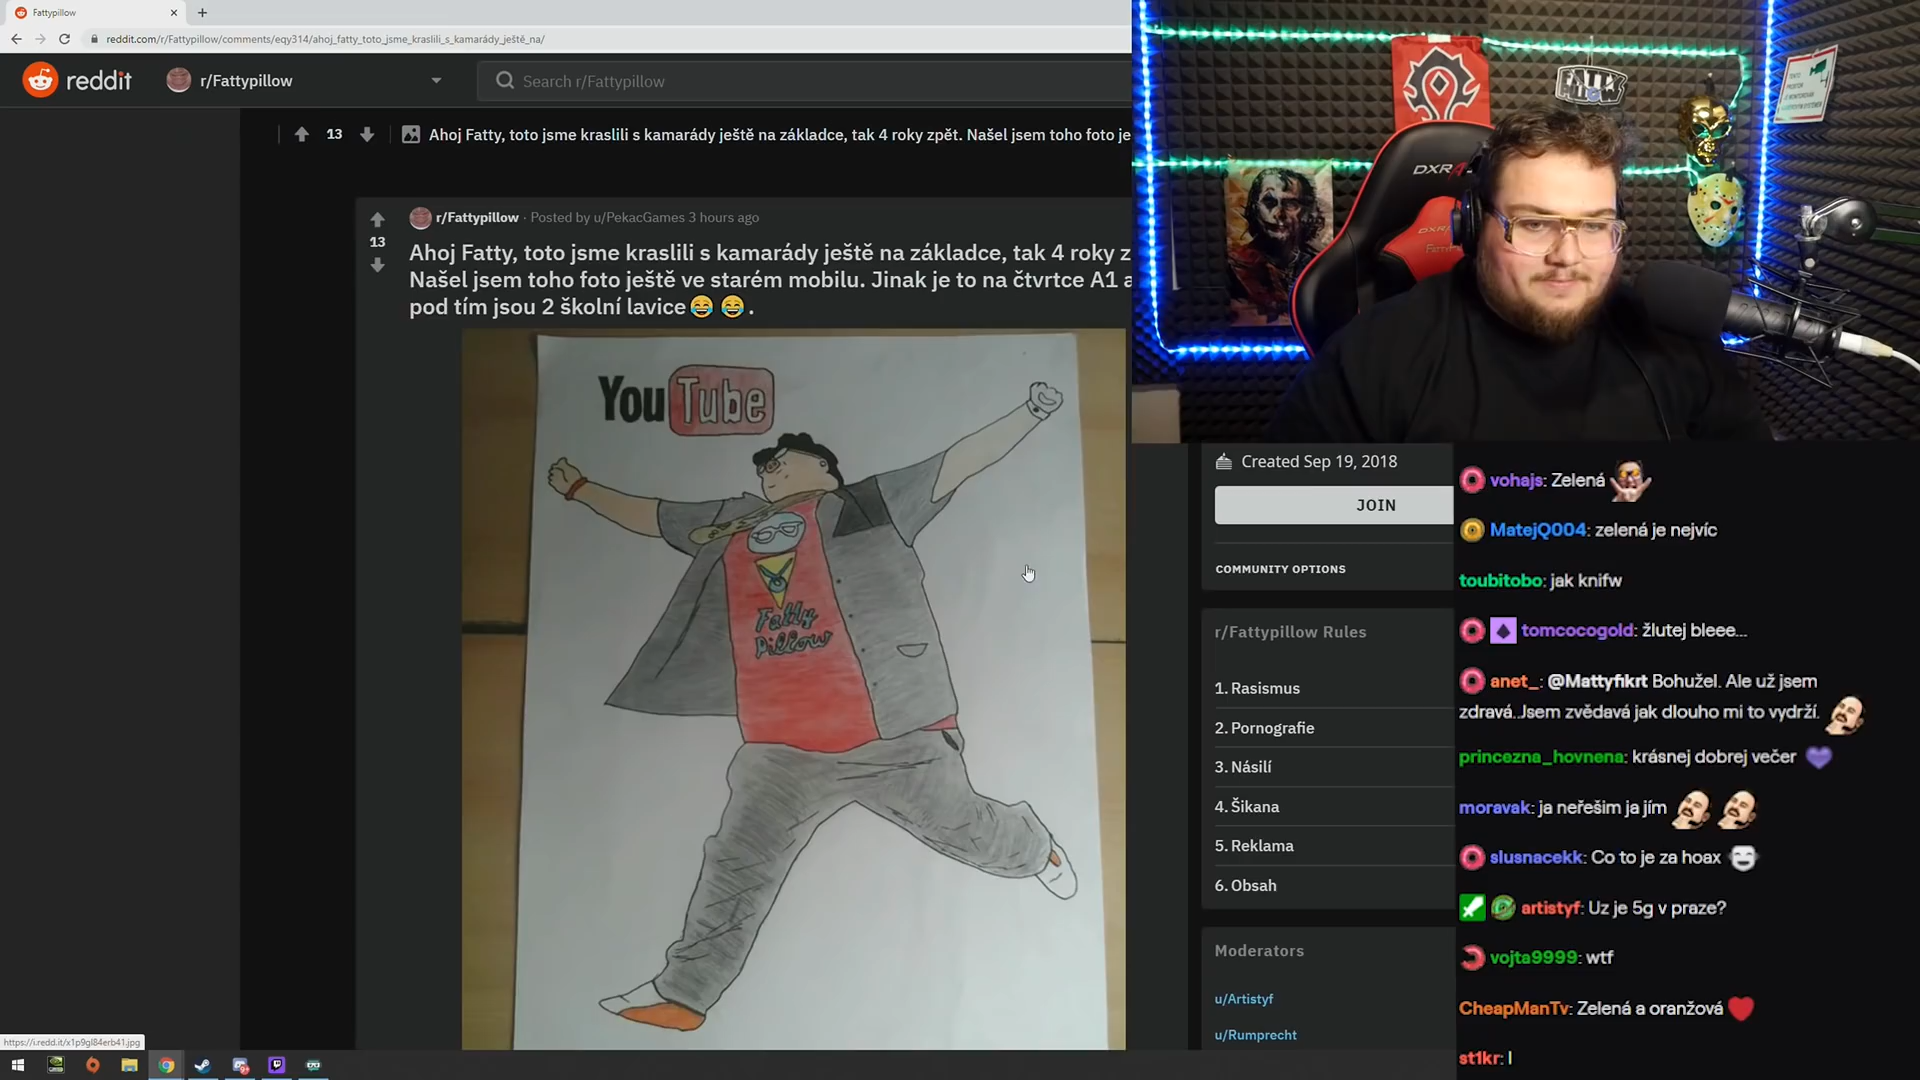 Fattypillow
reddit.com/r/Fattypillow/comments/eqy314/ahoj_fatty_toto_jsme_kraslili_s_kamarády_ještě_na/
reddit
r/Fattypillow
Search r/Fattypillow
13
Ahoj Fatty, toto jsme kraslili s kamarády ještě na základce, tak 4 roky zpět. Našel jsem toho foto je
r/Fattypillow · Posted by u/PekacGames 3 hours ago
13
Ahoj Fatty, toto jsme kraslili s kamarády ještě na základce, tak 4 roky z
Našel jsem toho foto ještě ve starém mobilu. Jinak je to na čtvrtce A1 a
pod tím jsou 2 školní lavice😂 😂 .
YouTube
Fatty
Pillow
FATTY
PILLOW
DXR
Created Sep 19, 2018
JOIN
COMMUNITY OPTIONS
r/Fattypillow Rules
1. Rasismus
2. Pornografie
3. Násilí
4. Šikana
5. Reklama
6. Obsah
Moderators
u/Artistyf
u/Rumprecht
vohajs: Zelená
MatejQ004: zelená je nejvíc
toubitobo: jak knifw
tomcocogold: žlutej bleee...
anet_: @Mattyfikrt Bohužel. Ale už jsem
zdravá..Jsem zvědavá jak dlouho mi to vydrží.
princezna_hovnena: krásnej dobrej večer 💜
moravak: ja neřešim ja jím
slusnacekk: Co to je za hoax
artistyf: Uz je 5g v praze?
vojta9999: wtf
CheapManTv: Zelená a oranžová ❤️
st1kr: I
https://i.redd.it/x1p9gl84erb41.jpg